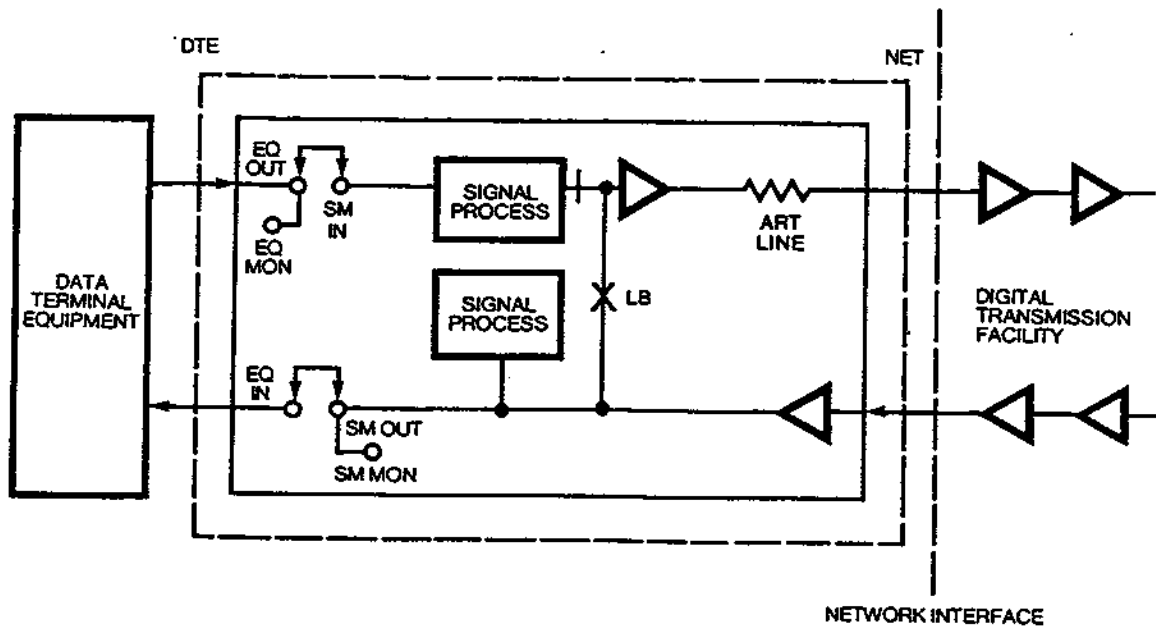 DTE
NET
EQ
OUT
SM
IN
EQ
MON
SIGNAL
PROCESS
ART
LINE
DATA
TERMINAL
EQUIPMENT
SIGNAL
PROCESS
LB
DIGITAL
TRANSMISSION
FACILITY
EQ
IN
SM OUT
SM MON
NETWORK INTERFACE